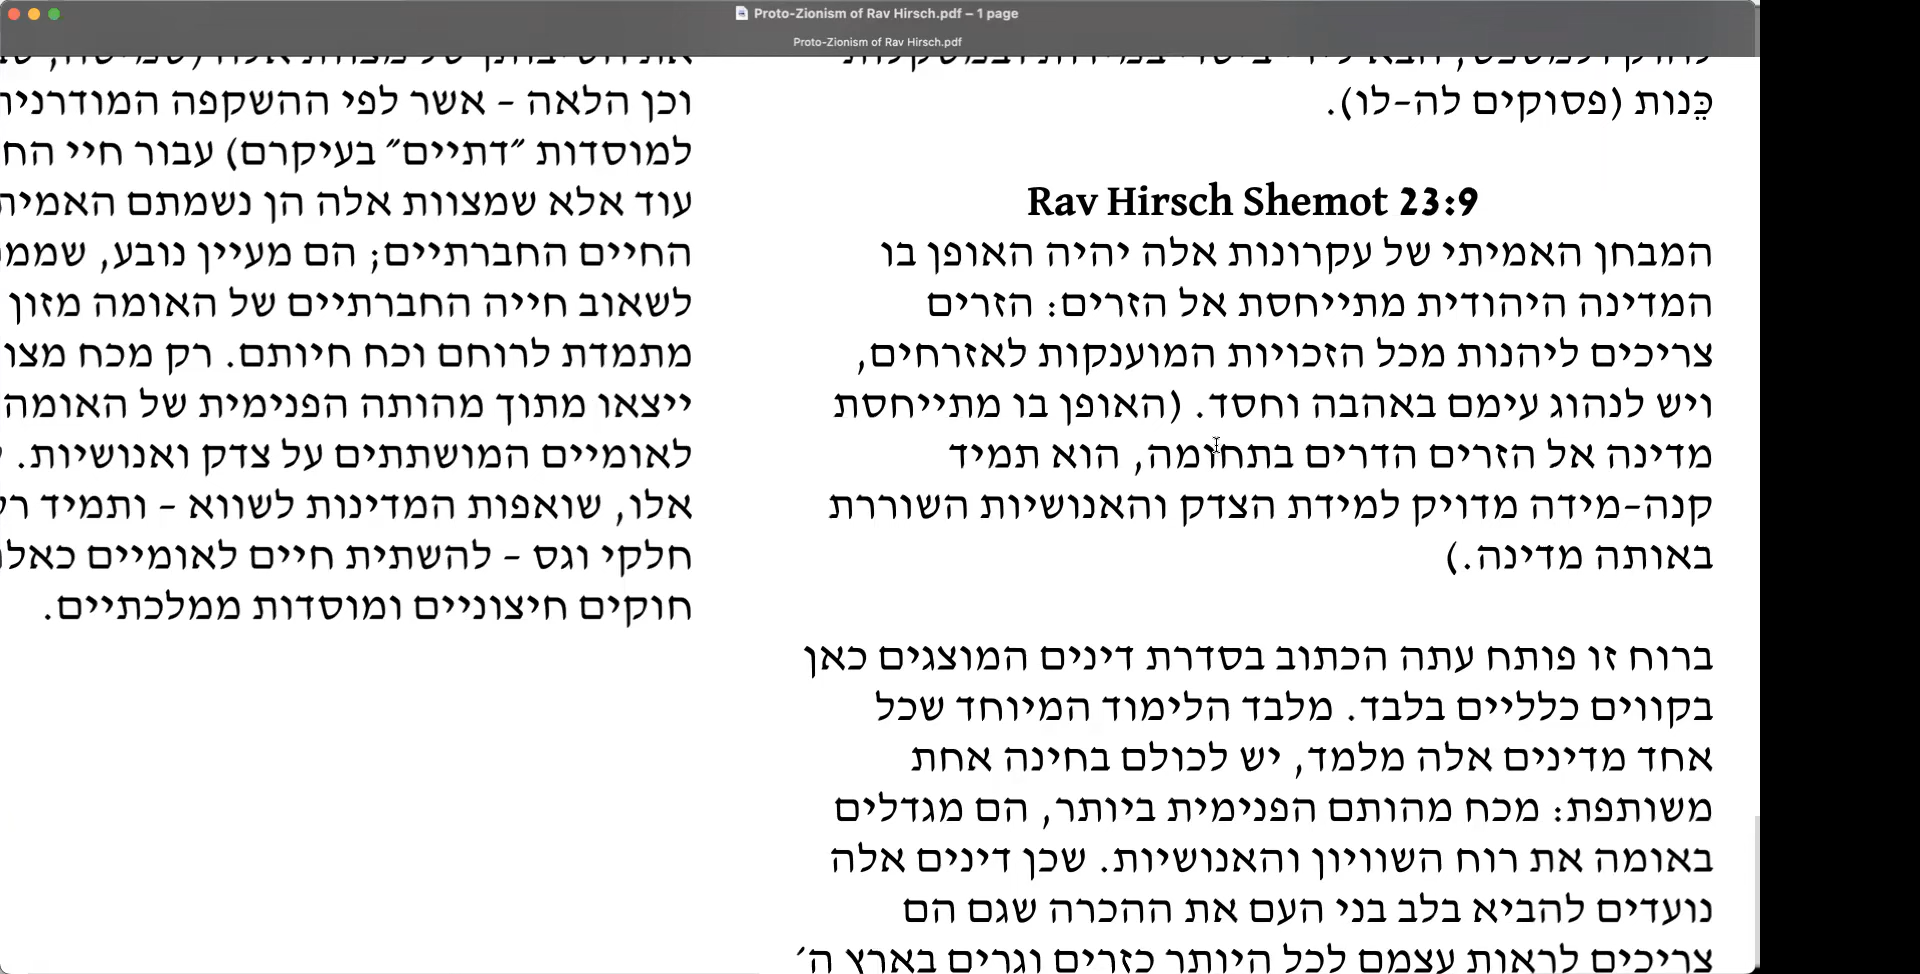 Proto-Zionism of Rav Hirsch.pdf – 1 page
Proto-Zionism of Rav Hirsch.pdf
כֵּנות (פסוקים לה-לו).
Rav Hirsch Shemot 23:9
המבחן האמיתי של עקרונות אלה יהיה האופן בו
המדינה היהודית מתייחסת אל הזרים: הזרים
צריכים ליהנות מכל הזכויות המוענקות לאזרחים,
ויש לנהוג עימם באהבה וחסד. (האופן בו מתייחסת
מדינה אל הזרים הדרים בתחומה, הוא תמיד
קנה-מידה מדויק למידת הצדק והאנושיות השוררת
באותה מדינה.)
ברוח זו פותח עתה הכתוב בסדרת דינים המוצגים כאן
בקווים כלליים בלבד. מלבד הלימוד המיוחד שכל
אחד מדינים אלה מלמד, יש לכולם בחינה אחת
משותפת: מכח מהותם הפנימית ביותר, הם מגדלים
באומה את רוח השוויון והאנושיות. שכן דינים אלה
נועדים להביא בלב בני העם את ההכרה שגם הם
צריכים לראות עצמם לכל היותר כזרים וגרים בארץ ה׳
וכן הלאה - אשר לפי ההשקפה המודרנית
למוסדות ״דתיים״ בעיקרם) עבור חיי
עוד אלא שמצוות אלה הן נשמתם
החיים החברתיים; הם מעיין נובע,
לשאוב חייה החברתיים של האומה מזון
מתמדת לרוחם וכח חיותם. רק מכח
ייצאו מתוך מהותה הפנימית של האומה
לאומיים המושתתים על צדק ואנושיות.
אלו, שואפות המדינות לשווא - ותמיד
חלקי וגס - להשתית חיים לאומיים
חוקים חיצוניים ומוסדות ממלכתיים.